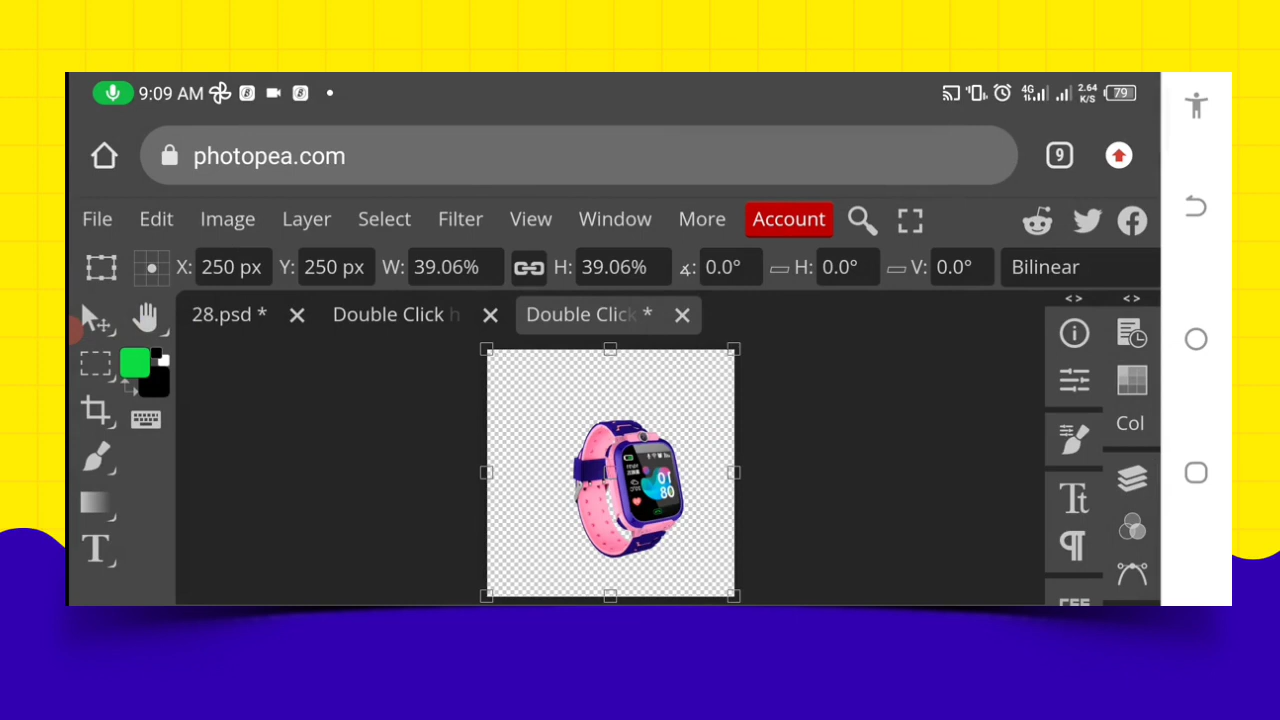 9:09 AM 4G 2.64 K/S 79
photopea.com 9
File Edit Image Layer Select Filter View Window More Account
X: 250 px Y: 250 px W: 39.06% H: 39.06% 0.0° H: 0.0° V: 0.0° Bilinear
28.psd * Double Click h Double Click *
Col
01
80